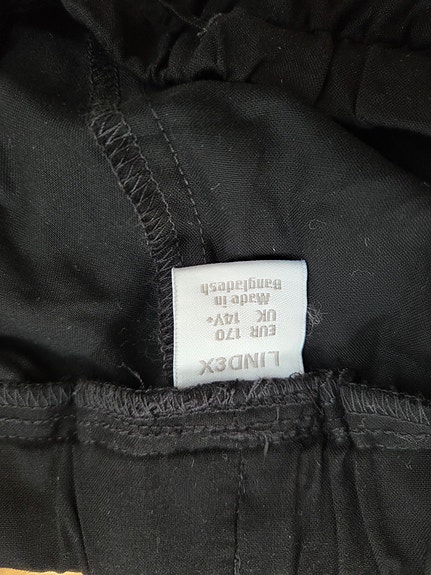 LINDEX
EUR 170
UK 14Y+
Made in
Bangladesh